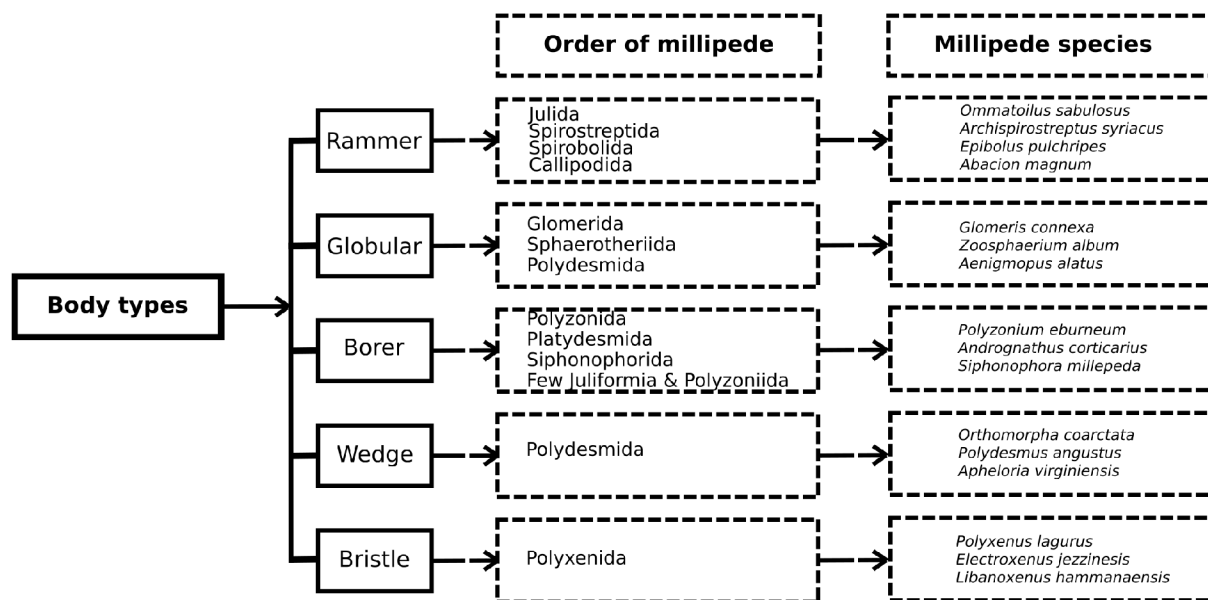 Order of millipede
Millipede species
Body types
Rammer
Julida
Spirostreptida
Spirobolida
Callipodida
Ommatoilus sabulosus
Archispirostreptus syriacus
Epibolus pulchripes
Abacion magnum
Globular
Glomerida
Sphaerotheriida
Polydesmida
Glomeris connexa
Zoosphaerium album
Aenigmopus alatus
Borer
Polyzonida
Platydesmida
Siphonophorida
Few Juliformia & Polyzoniida
Polyzonium eburneum
Andrognathus corticarius
Siphonophora millepeda
Wedge
Polydesmida
Orthomorpha coarctata
Polydesmus angustus
Apheloria virginiensis
Bristle
Polyxenida
Polyxenus lagurus
Electroxenus jezzinesis
Libanoxenus hammanaensis